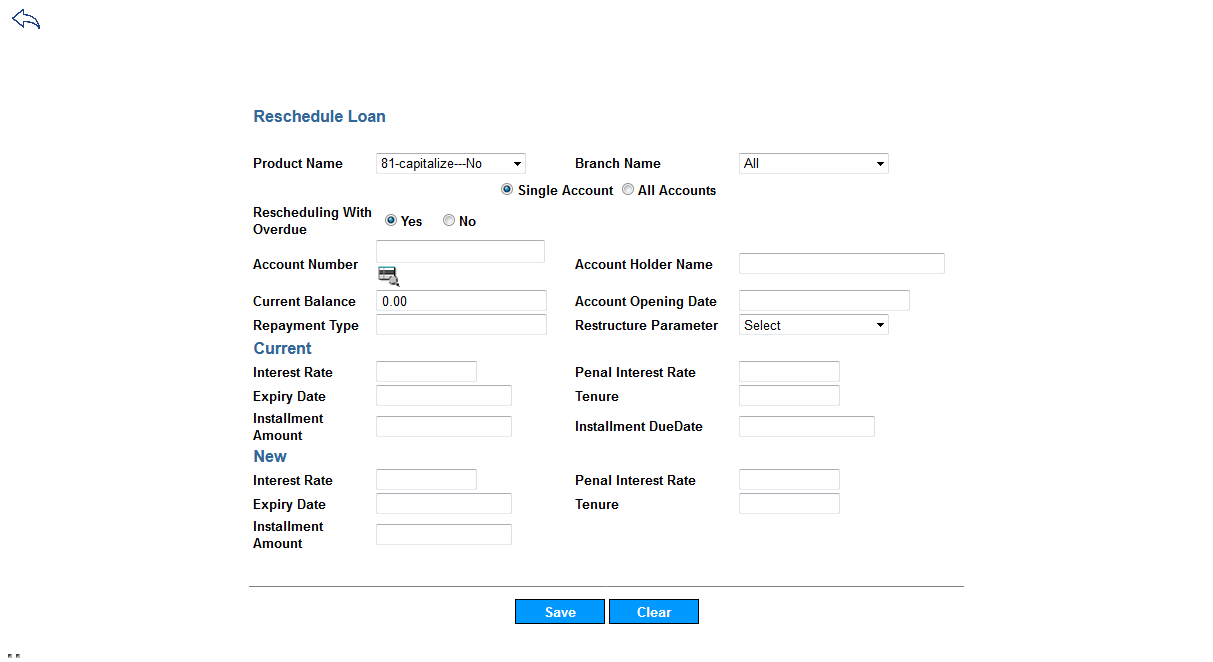 Reschedule Loan
Product Name 81-capitalize---No Branch Name All
Single Account All Accounts
Rescheduling With
Overdue Yes No
Account Number Account Holder Name
Current Balance 0.00 Account Opening Date
Repayment Type Restructure Parameter Select
Current
Interest Rate Penal Interest Rate
Expiry Date Tenure
Installment
Amount Installment DueDate
New
Interest Rate Penal Interest Rate
Expiry Date Tenure
Installment
Amount
Save Clear